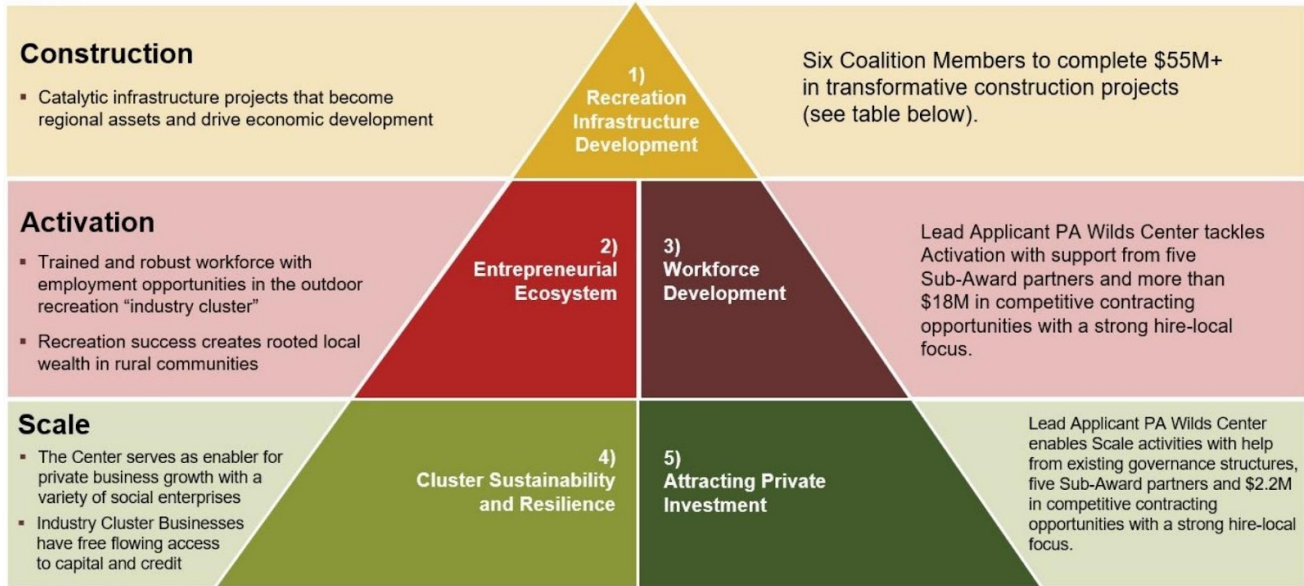 Construction
▪ Catalytic infrastructure projects that become
regional assets and drive economic development
1)
Recreation
Infrastructure
Development
Six Coalition Members to complete $55M+
in transformative construction projects
(see table below).
Activation
▪ Trained and robust workforce with
employment opportunities in the outdoor
recreation “industry cluster”
▪ Recreation success creates rooted local
wealth in rural communities
2)
Entrepreneurial
Ecosystem
3)
Workforce
Development
Lead Applicant PA Wilds Center tackles
Activation with support from five
Sub-Award partners and more than
$18M in competitive contracting
opportunities with a strong hire-local
focus.
Scale
▪ The Center serves as enabler for
private business growth with a
variety of social enterprises
▪ Industry Cluster Businesses
have free flowing access
to capital and credit
4)
Cluster Sustainability
and Resilience
5)
Attracting Private
Investment
Lead Applicant PA Wilds Center
enables Scale activities with help
from existing governance structures,
five Sub-Award partners and $2.2M
in competitive contracting
opportunities with a strong hire-local
focus.